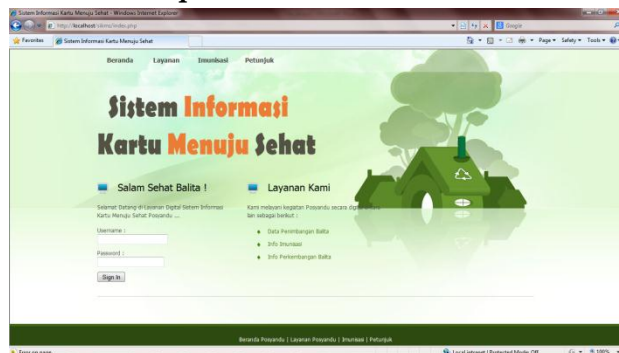 Sistem Informasi Kartu Menuju Sehat - Windows Internet Explorer
http://localhost/sikms/index.php
Google
Favorites
Sistem Informasi Kartu Menuju Sehat
Page
Safety
Tools
Beranda Layanan Imunisasi Petunjuk
Sistem Informasi
Kartu Menuju Sehat
Salam Sehat Balita !
Selamat Datang di Layanan Digital Sistem Informasi
Kartu Menuju Sehat Posyandu ...
Username :
Password :
Sign In
Layanan Kami
Kami melayani kegiatan Posyandu secara digital
lain sebagai berikut :
Data Penimbangan Balita
Info Imunisasi
Info Perkembangan Balita
Beranda Posyandu | Layanan Posyandu | Imunisasi | Petunjuk
Error on page.
Local intranet | Protected Mode: Off
100%